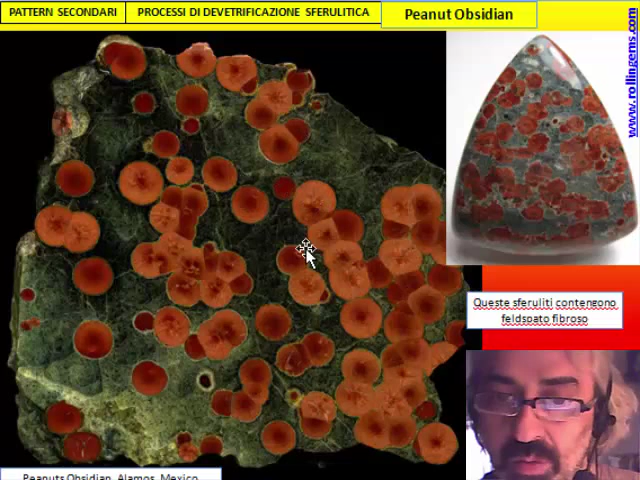 PATTERN SECONDARI
PROCESSI DI DEVETRIFICAZIONE SFERULITICA
Peanut Obsidian
www.rollingems.com
Queste sferuliti contengono
feldspato fibroso
Peanuts Obsidian, Alamos, Mexico